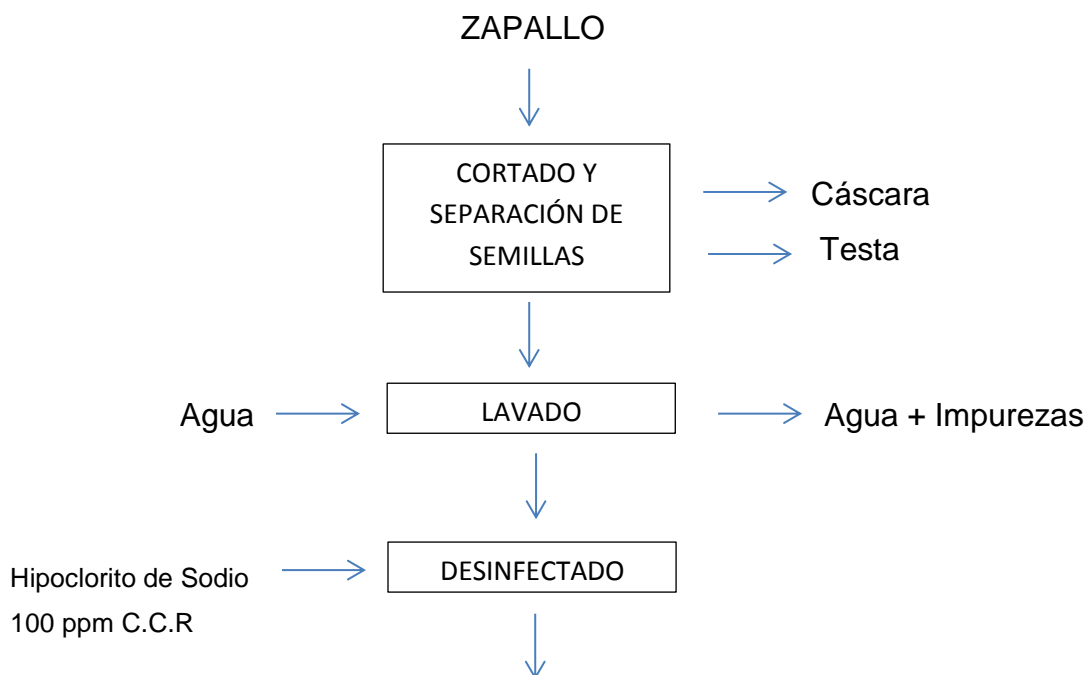 ZAPALLO
CORTADO Y
SEPARACIÓN DE
SEMILLAS
Cáscara
Testa
Agua
LAVADO
Agua + Impurezas
Hipoclorito de Sodio
100 ppm C.C.R
DESINFECTADO